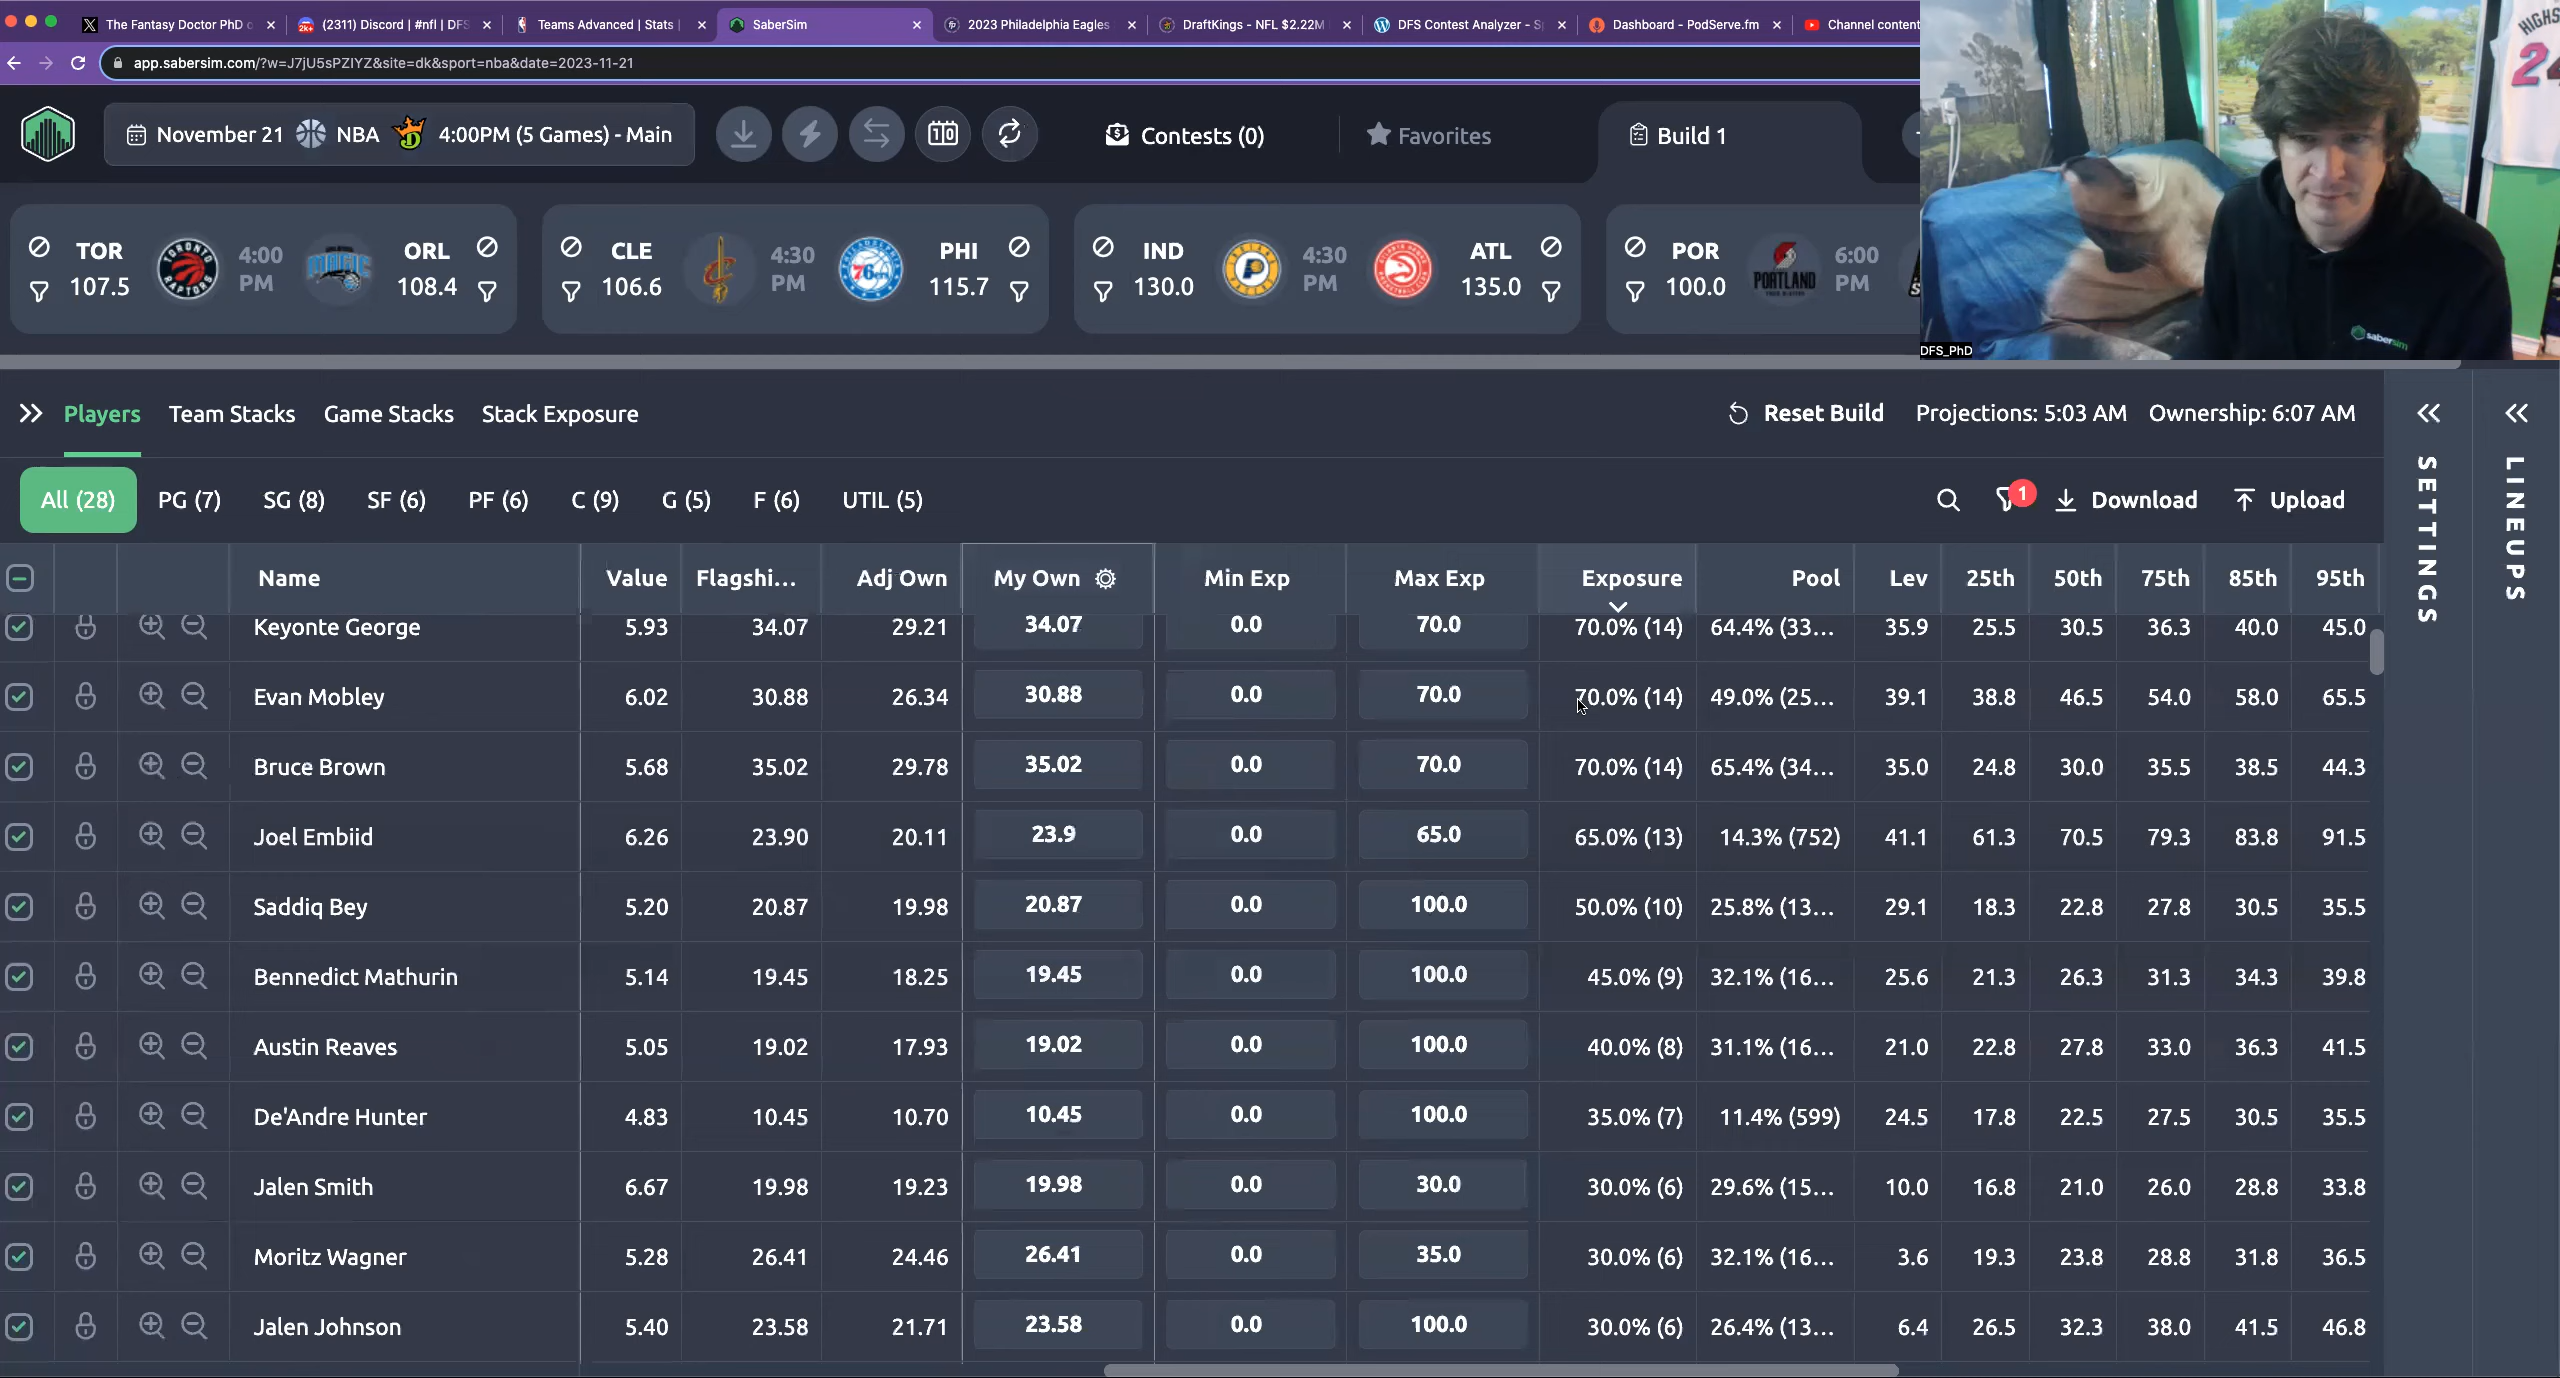 The Fantasy Doctor PhD
(2311) Discord | #nfl | DFS
Teams Advanced | Stats |
SaberSim
2023 Philadelphia Eagles
DraftKings - NFL $2.22M
DFS Contest Analyzer - S
Dashboard - PodServe.fm
Channel content
app.sabersim.com/?w=J7jU5sPZIYZ&site=dk&sport=nba&date=2023-11-21
November 21 NBA 4:00PM (5 Games) - Main
Contests (0)
Favorites
Build 1
TOR 107.5 4:00 PM ORL 108.4
CLE 106.6 4:30 PM PHI 115.7
IND 130.0 4:30 PM ATL 135.0
POR 100.0 6:00 PM
DFS_PhD
sabersim
Players Team Stacks Game Stacks Stack Exposure Reset Build Projections: 5:03 AM Ownership: 6:07 AM
All (28) PG (7) SG (8) SF (6) PF (6) C (9) G (5) F (6) UTIL (5) 1 Download Upload
Name Value Flagshi... Adj Own My Own Min Exp Max Exp Exposure Pool Lev 25th 50th 75th 85th 95th
Keyonte George 5.93 34.07 29.21 34.07 0.0 70.0 70.0% (14) 64.4% (33... 35.9 25.5 30.5 36.3 40.0 45.0
Evan Mobley 6.02 30.88 26.34 30.88 0.0 70.0 70.0% (14) 49.0% (25... 39.1 38.8 46.5 54.0 58.0 65.5
Bruce Brown 5.68 35.02 29.78 35.02 0.0 70.0 70.0% (14) 65.4% (34... 35.0 24.8 30.0 35.5 38.5 44.3
Joel Embiid 6.26 23.90 20.11 23.9 0.0 65.0 65.0% (13) 14.3% (752) 41.1 61.3 70.5 79.3 83.8 91.5
Saddiq Bey 5.20 20.87 19.98 20.87 0.0 100.0 50.0% (10) 25.8% (13... 29.1 18.3 22.8 27.8 30.5 35.5
Bennedict Mathurin 5.14 19.45 18.25 19.45 0.0 100.0 45.0% (9) 32.1% (16... 25.6 21.3 26.3 31.3 34.3 39.8
Austin Reaves 5.05 19.02 17.93 19.02 0.0 100.0 40.0% (8) 31.1% (16... 21.0 22.8 27.8 33.0 36.3 41.5
De'Andre Hunter 4.83 10.45 10.70 10.45 0.0 100.0 35.0% (7) 11.4% (599) 24.5 17.8 22.5 27.5 30.5 35.5
Jalen Smith 6.67 19.98 19.23 19.98 0.0 30.0 30.0% (6) 29.6% (15... 10.0 16.8 21.0 26.0 28.8 33.8
Moritz Wagner 5.28 26.41 24.46 26.41 0.0 35.0 30.0% (6) 32.1% (16... 3.6 19.3 23.8 28.8 31.8 36.5
Jalen Johnson 5.40 23.58 21.71 23.58 0.0 100.0 30.0% (6) 26.4% (13... 6.4 26.5 32.3 38.0 41.5 46.8
SETTINGS
LINEUPS